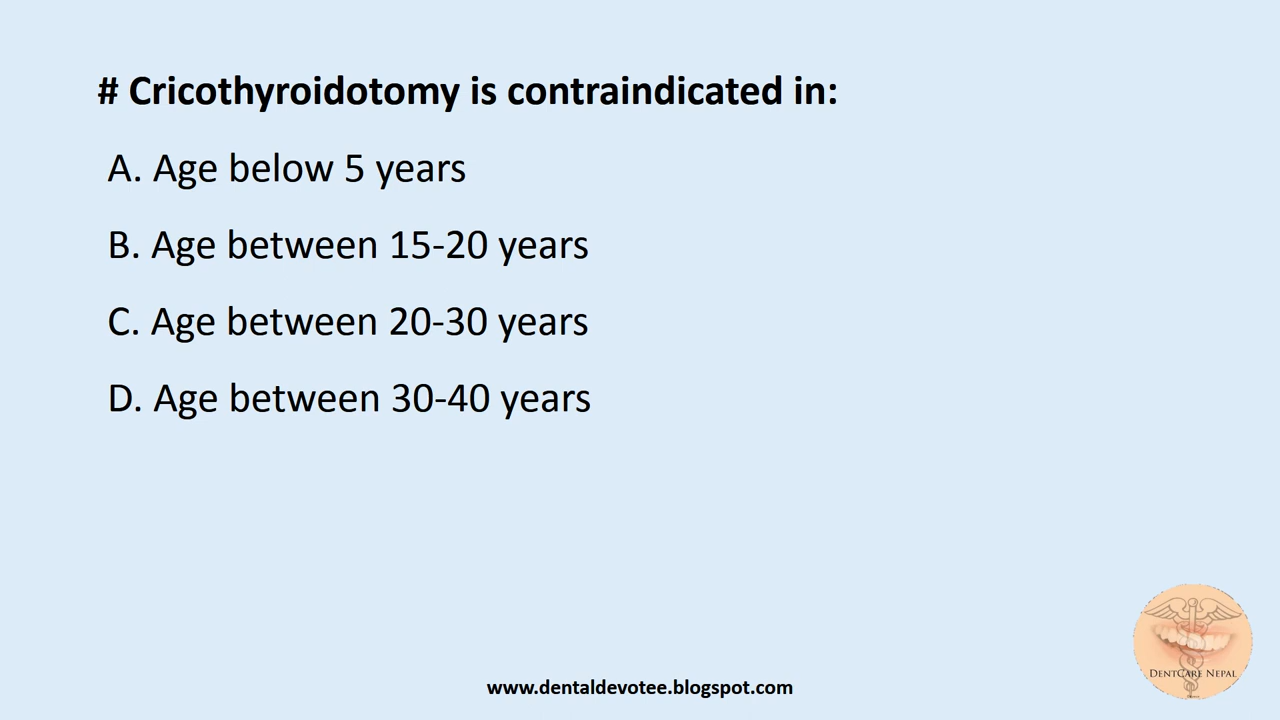 # Cricothyroidotomy is contraindicated in:
A. Age below 5 years
B. Age between 15-20 years
C. Age between 20-30 years
D. Age between 30-40 years
DENTCARE NEPAL
www.dentaldevotee.blogspot.com